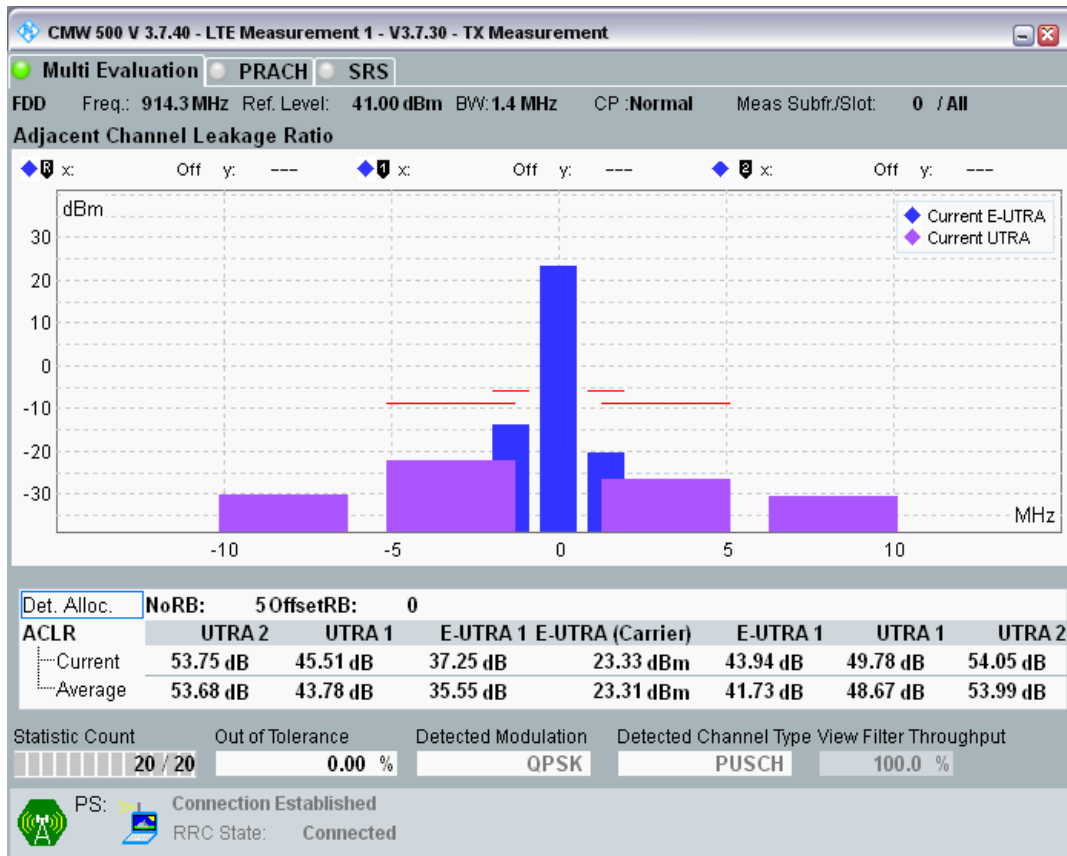 CMW 500 V 3.7.40 - LTE Measurement 1 - V3.7.30 - TX Measurement
Multi Evaluation PRACH SRS
FDD Freq.: 914.3 MHz Ref. Level: 41.00 dBm BW: 1.4 MHz CP :Normal Meas Subfr./Slot: 0 / All
Adjacent Channel Leakage Ratio
R x: Off y: --- 1 x: Off y: --- 2 x: Off y: ---
dBm
Current E-UTRA
Current UTRA
30
20
10
0
-10
-20
-30
MHz
-10 -5 0 5 10
Det. Alloc. NoRB: 5 OffsetRB: 0
ACLR UTRA 2 UTRA 1 E-UTRA 1 E-UTRA (Carrier) E-UTRA 1 UTRA 1 UTRA 2
Current 53.75 dB 45.51 dB 37.25 dB 23.33 dBm 43.94 dB 49.78 dB 54.05 dB
Average 53.68 dB 43.78 dB 35.55 dB 23.31 dBm 41.73 dB 48.67 dB 53.99 dB
Statistic Count Out of Tolerance Detected Modulation Detected Channel Type View Filter Throughput
20 / 20 0.00 % QPSK PUSCH 100.0 %
PS: Connection Established
RRC State: Connected